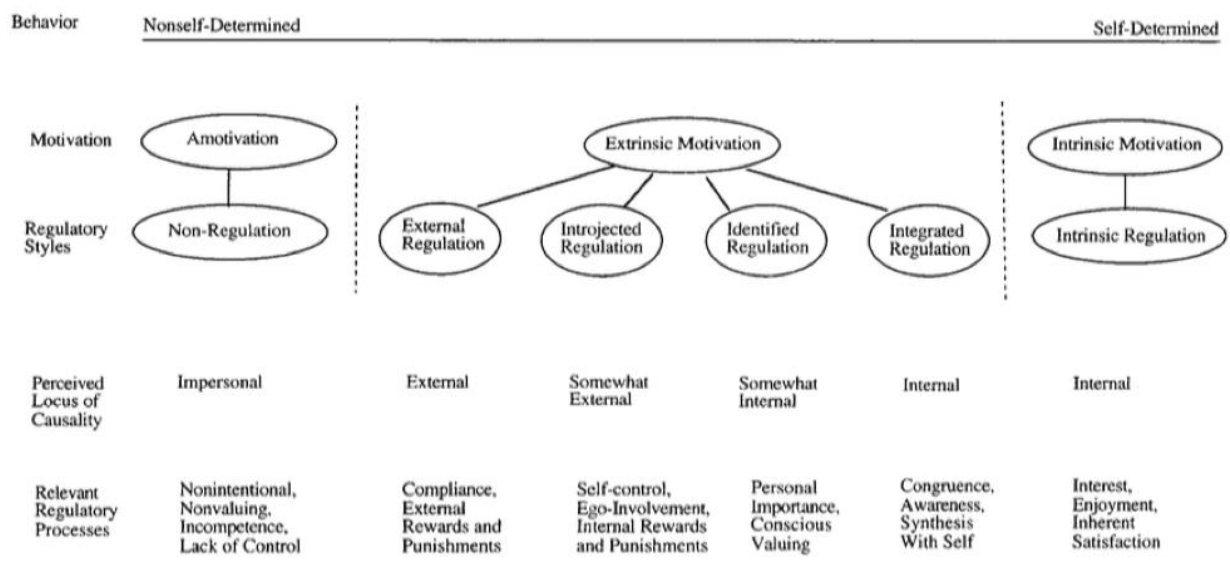 Behavior
Nonself-Determined
Self-Determined
Motivation
Amotivation
Extrinsic Motivation
Intrinsic Motivation
Regulatory
Styles
Non-Regulation
External
Regulation
Introjected
Regulation
Identified
Regulation
Integrated
Regulation
Intrinsic Regulation
Perceived
Locus of
Causality
Impersonal
External
Somewhat
External
Somewhat
Internal
Internal
Internal
Relevant
Regulatory
Processes
Nonintentional,
Nonvaluing,
Incompetence,
Lack of Control
Compliance,
External
Rewards and
Punishments
Self-control,
Ego-Involvement,
Internal Rewards
and Punishments
Personal
Importance,
Conscious
Valuing
Congruence,
Awareness,
Synthesis
With Self
Interest,
Enjoyment,
Inherent
Satisfaction